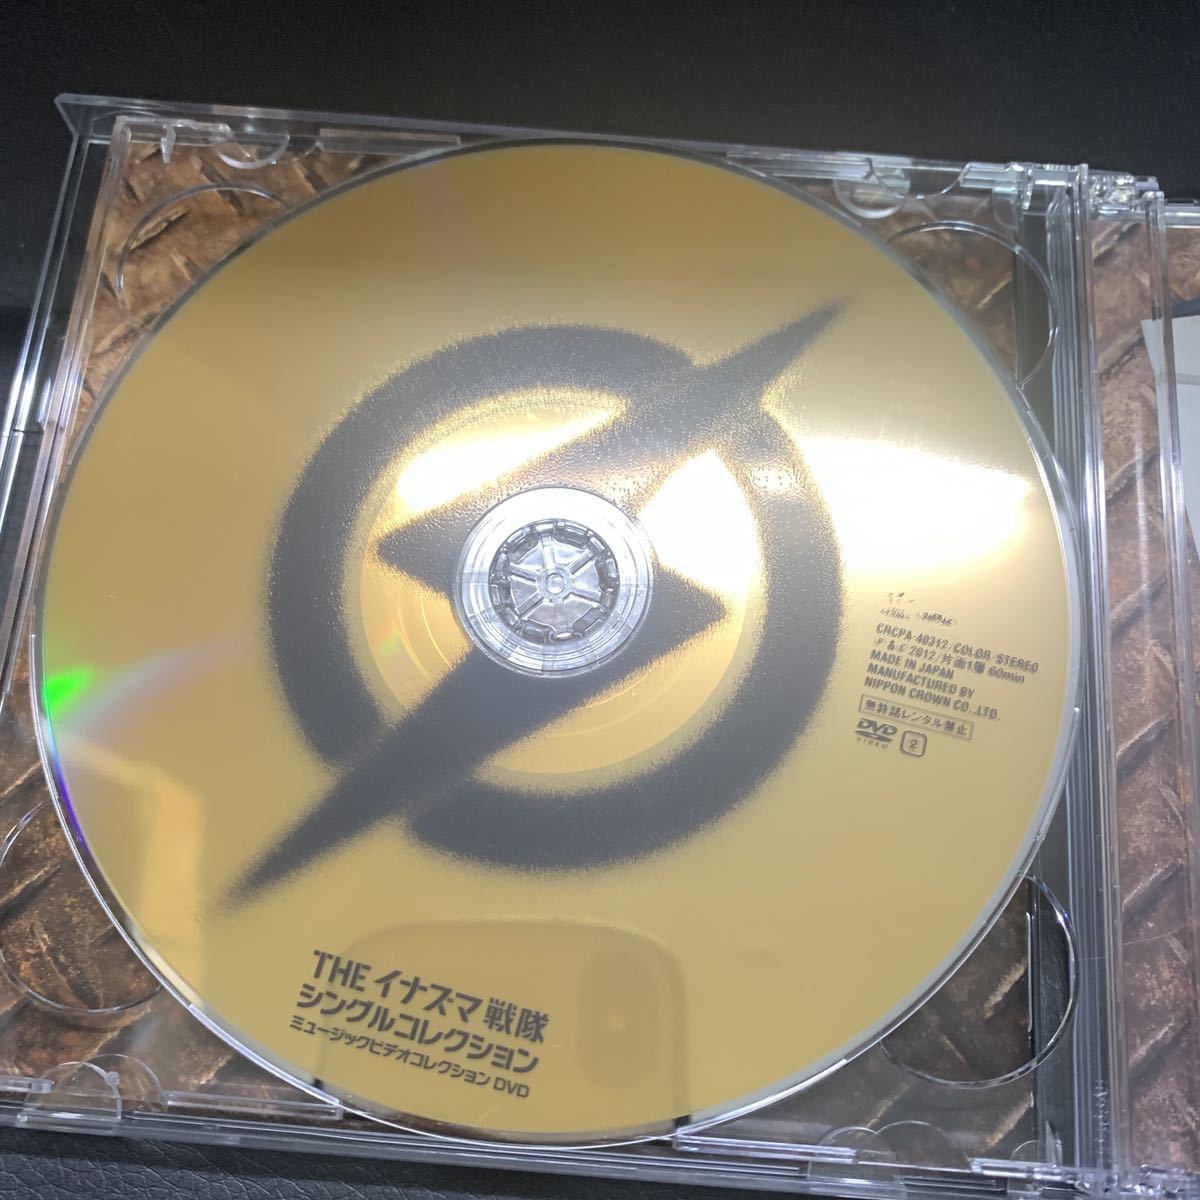 CRCPA-40312/COLOR STEREO
℗&© 2012/片面1層 60min
MADE IN JAPAN
MANUFACTURED BY
NIPPON CROWN CO.,LTD.
無許諾レンタル禁止
DVD 2
VIDEO
THE イナズマ戦隊
シングルコレクション
ミュージックビデオコレクション DVD